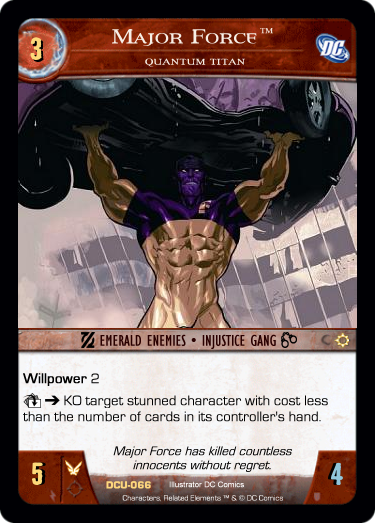 3
MAJOR FORCE™
DC
QUANTUM TITAN
EMERALD ENEMIES • INJUSTICE GANG
Willpower 2
➔ KO target stunned character with cost less
than the number of cards in its controller's hand.
Major Force has killed countless
innocents without regret.
5
DCU-066 Illustrator DC Comics
4
Characters, Related Elements ™ & © DC Comics